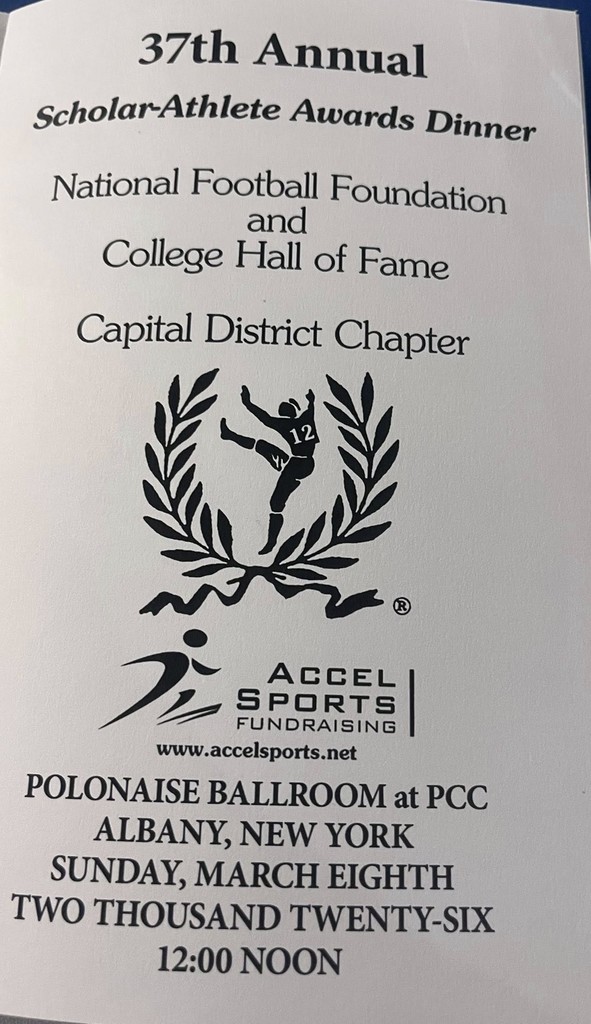 37th Annual
Scholar-Athlete Awards Dinner
National Football Foundation
and
College Hall of Fame
Capital District Chapter
12
®
ACCEL
SPORTS
FUNDRAISING
www.accelsports.net
POLONAISE BALLROOM at PCC
ALBANY, NEW YORK
SUNDAY, MARCH EIGHTH
TWO THOUSAND TWENTY-SIX
12:00 NOON